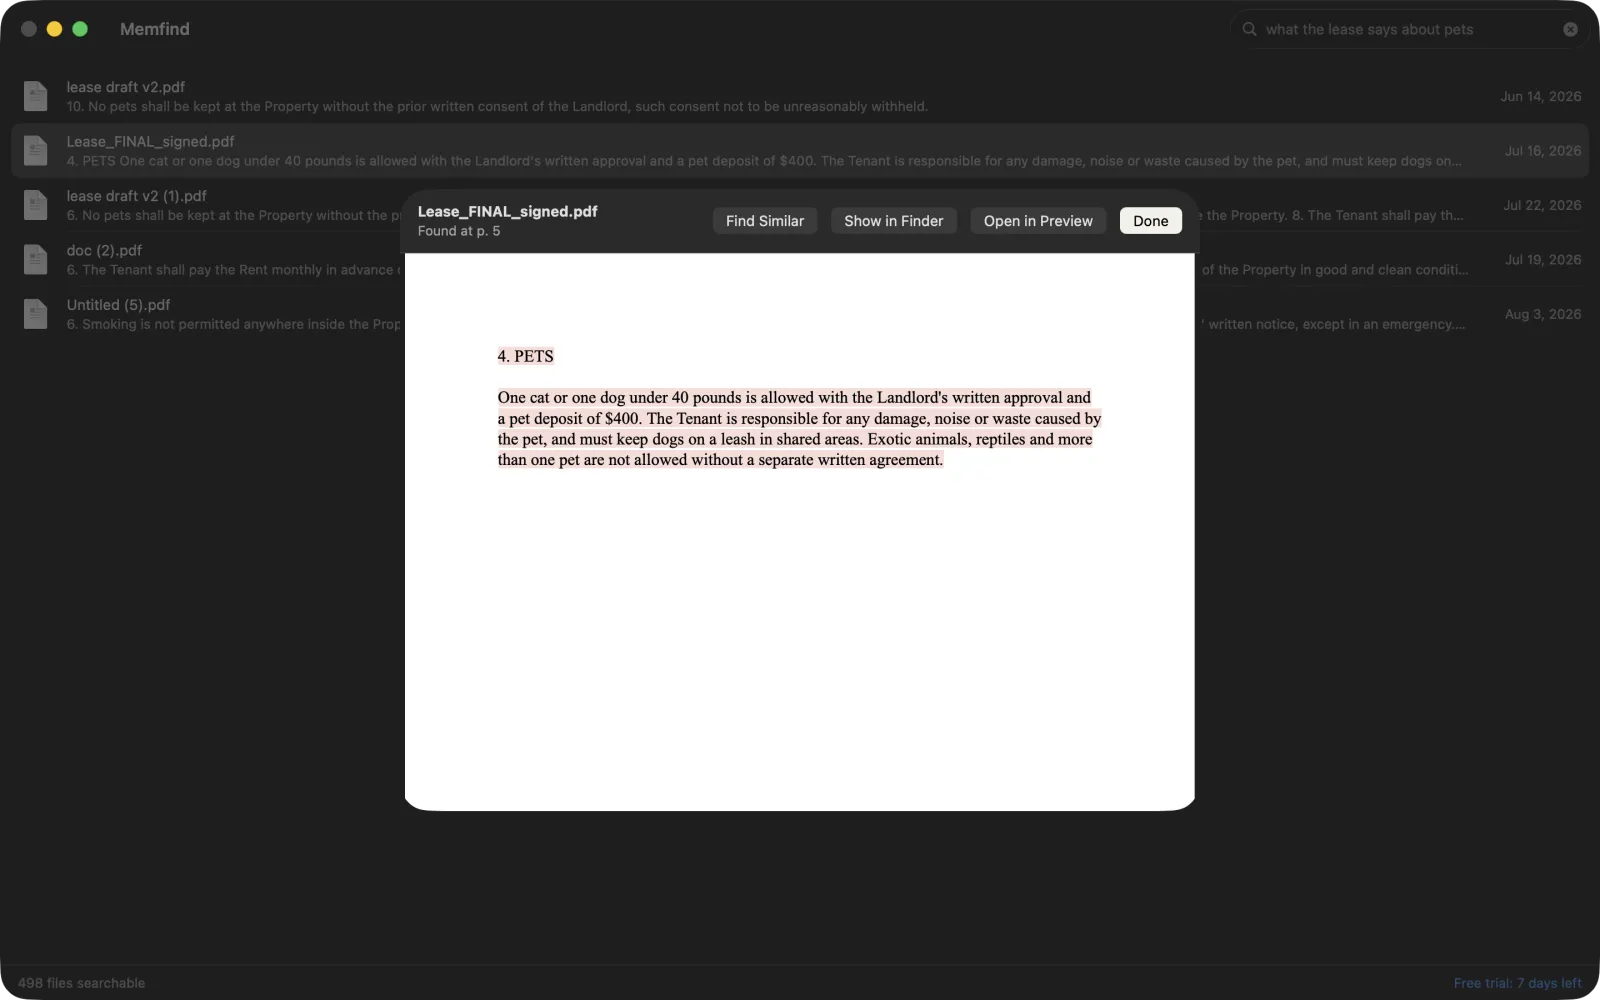 Memfind
what the lease says about pets
lease draft v2.pdf
10. No pets shall be kept at the Property without the prior written consent of the Landlord, such consent not to be unreasonably withheld.
Jun 14, 2026
Lease_FINAL_signed.pdf
4. PETS One cat or one dog under 40 pounds is allowed with the Landlord's written approval and a pet deposit of $400. The Tenant is responsible for any damage, noise or waste caused by the pet, and must keep dogs on...
Jul 16, 2026
lease draft v2 (1).pdf
6. No pets shall be kept at the Property without the
the Property. 8. The Tenant shall pay th...
Jul 22, 2026
doc (2).pdf
6. The Tenant shall pay the Rent monthly in advance
of the Property in good and clean conditi...
Jul 19, 2026
Untitled (5).pdf
6. Smoking is not permitted anywhere inside the
written notice, except in an emergency....
Aug 3, 2026
Lease_FINAL_signed.pdf
Found at p. 5
Find Similar
Show in Finder
Open in Preview
Done
4. PETS
One cat or one dog under 40 pounds is allowed with the Landlord's written approval and
a pet deposit of $400. The Tenant is responsible for any damage, noise or waste caused by
the pet, and must keep dogs on a leash in shared areas. Exotic animals, reptiles and more
than one pet are not allowed without a separate written agreement.
498 files searchable
Free trial: 7 days left